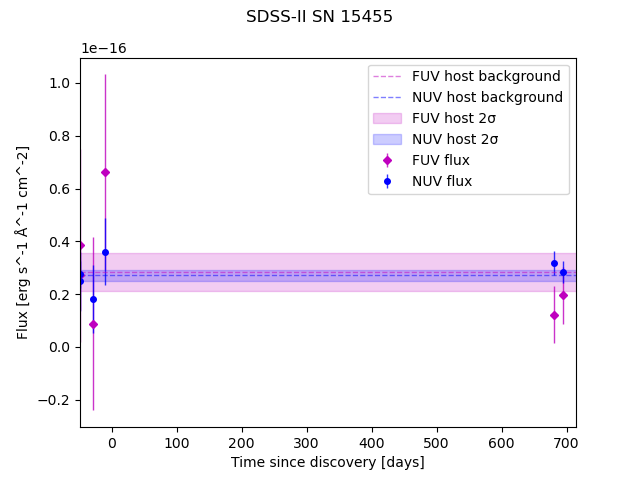 SDSS-II SN 15455
1e−16
FUV host background
NUV host background
FUV host 2σ
NUV host 2σ
FUV flux
NUV flux
1.0
0.8
0.6
0.4
0.2
0.0
−0.2
Flux [erg s^-1 Å^-1 cm^-2]
0 100 200 300 400 500 600 700
Time since discovery [days]